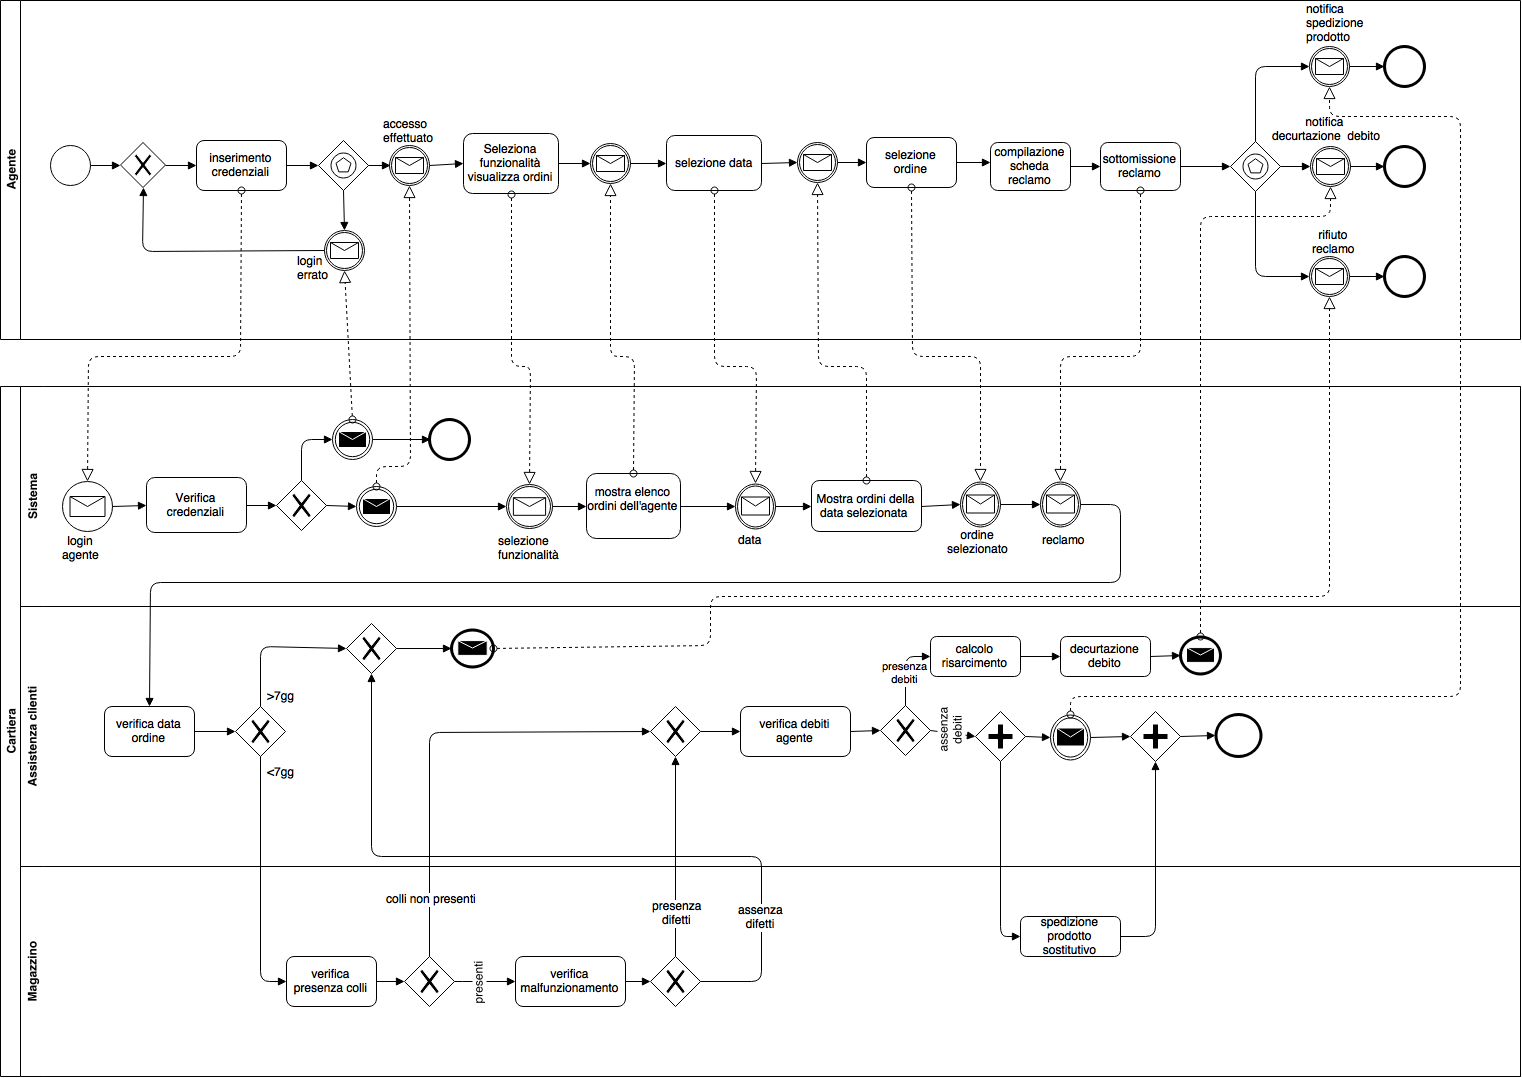 notifica
spedizione
prodotto
accesso
effettuato
notifica
decurtazione debito
Agente
inserimento
credenziali
Seleziona
funzionalità
visualizza ordini
selezione data
selezione
ordine
compilazione
scheda
reclamo
sottomissione
reclamo
login
errato
rifiuto
reclamo
Sistema
Verifica
credenziali
mostra elenco
ordini dell'agente
Mostra ordini della
data selezionata
login
agente
selezione
funzionalità
data
ordine
selezionato
reclamo
Cartiera
Assistenza clienti
>7gg
<7gg
verifica data
ordine
calcolo
risarcimento
decurtazione
debito
presenza
debiti
verifica debiti
agente
assenza
debiti
Magazzino
colli non presenti
presenza
difetti
assenza
difetti
spedizione
prodotto
sostitutivo
verifica
presenza colli
presenti
verifica
malfunzionamento